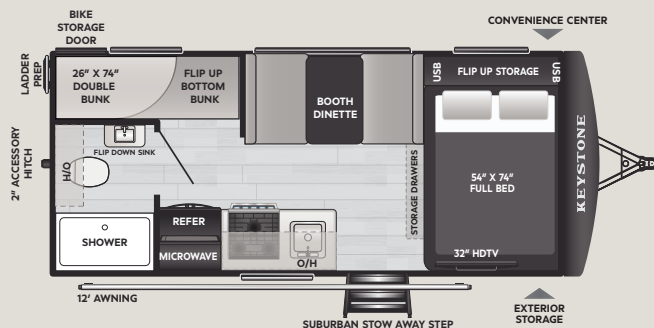 BIKE
STORAGE
DOOR
CONVENIENCE CENTER
LADDER
PREP
26" X 74"
DOUBLE
BUNK
FLIP UP
BOTTOM
BUNK
BOOTH
DINETTE
USB
FLIP UP STORAGE
USB
2" ACCESSORY
HITCH
H/O
FLIP DOWN SINK
STORAGE DRAWERS
54" X 74"
FULL BED
KEYSTONE
SHOWER
REFER
MICROWAVE
O/H
32" HDTV
12' AWNING
SUBURBAN STOW AWAY STEP
EXTERIOR
STORAGE